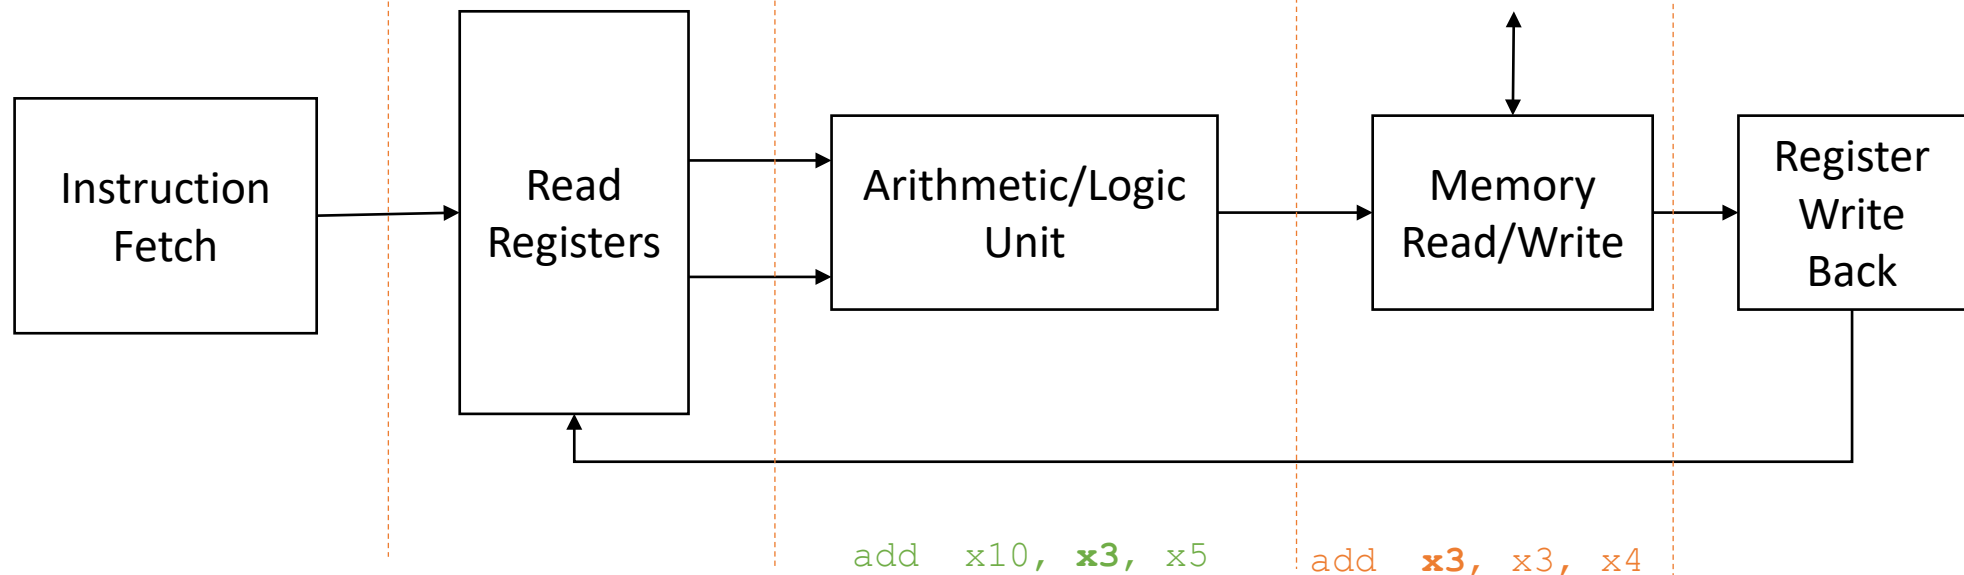 Instruction
Fetch
Read
Registers
Arithmetic/Logic
Unit
Memory
Read/Write
Register
Write
Back
add x10, x3, x5
add x3, x3, x4